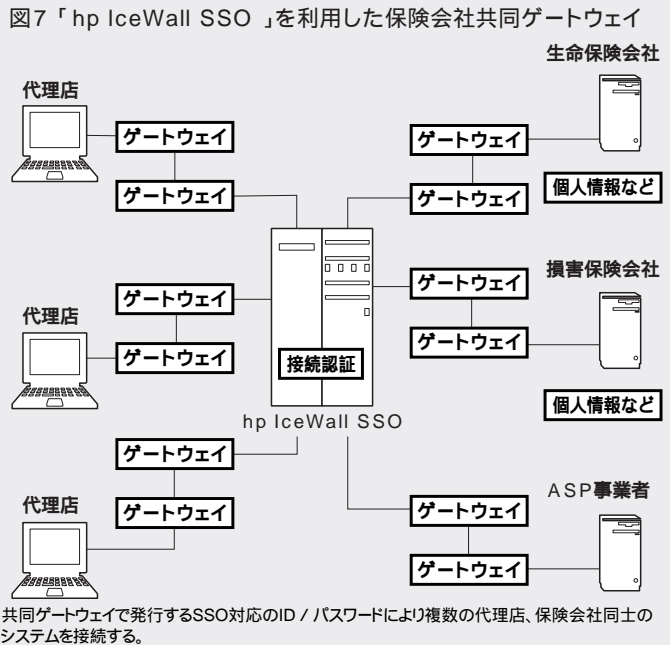 図7「hp IceWall SSO 」を利用した保険会社共同ゲートウェイ
生命保険会社
代理店
ゲートウェイ
ゲートウェイ
ゲートウェイ
ゲートウェイ
個人情報など
損害保険会社
代理店
ゲートウェイ
ゲートウェイ
ゲートウェイ
ゲートウェイ
接続認証
個人情報など
hp IceWall SSO
代理店
ゲートウェイ
ゲートウェイ
ASP事業者
ゲートウェイ
ゲートウェイ
共同ゲートウェイで発行するSSO対応のID / パスワードにより複数の代理店、保険会社同士の
システムを接続する。